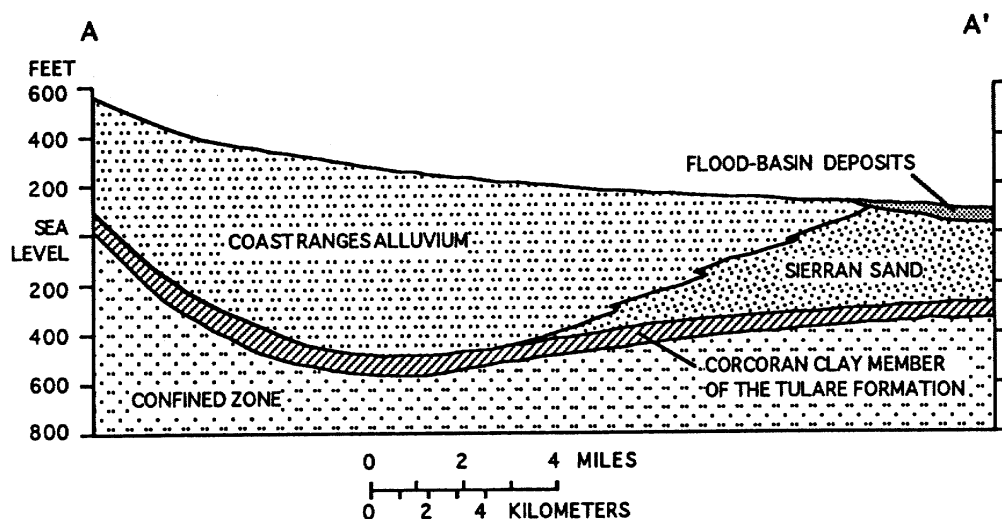 A
A'
FEET
600
400
200
SEA
LEVEL
200
400
600
800
FLOOD-BASIN DEPOSITS
COAST RANGES ALLUVIUM
SIERRAN SAND
CORCORAN CLAY MEMBER
OF THE TULARE FORMATION
CONFINED ZONE
0 2 4 MILES
0 2 4 KILOMETERS